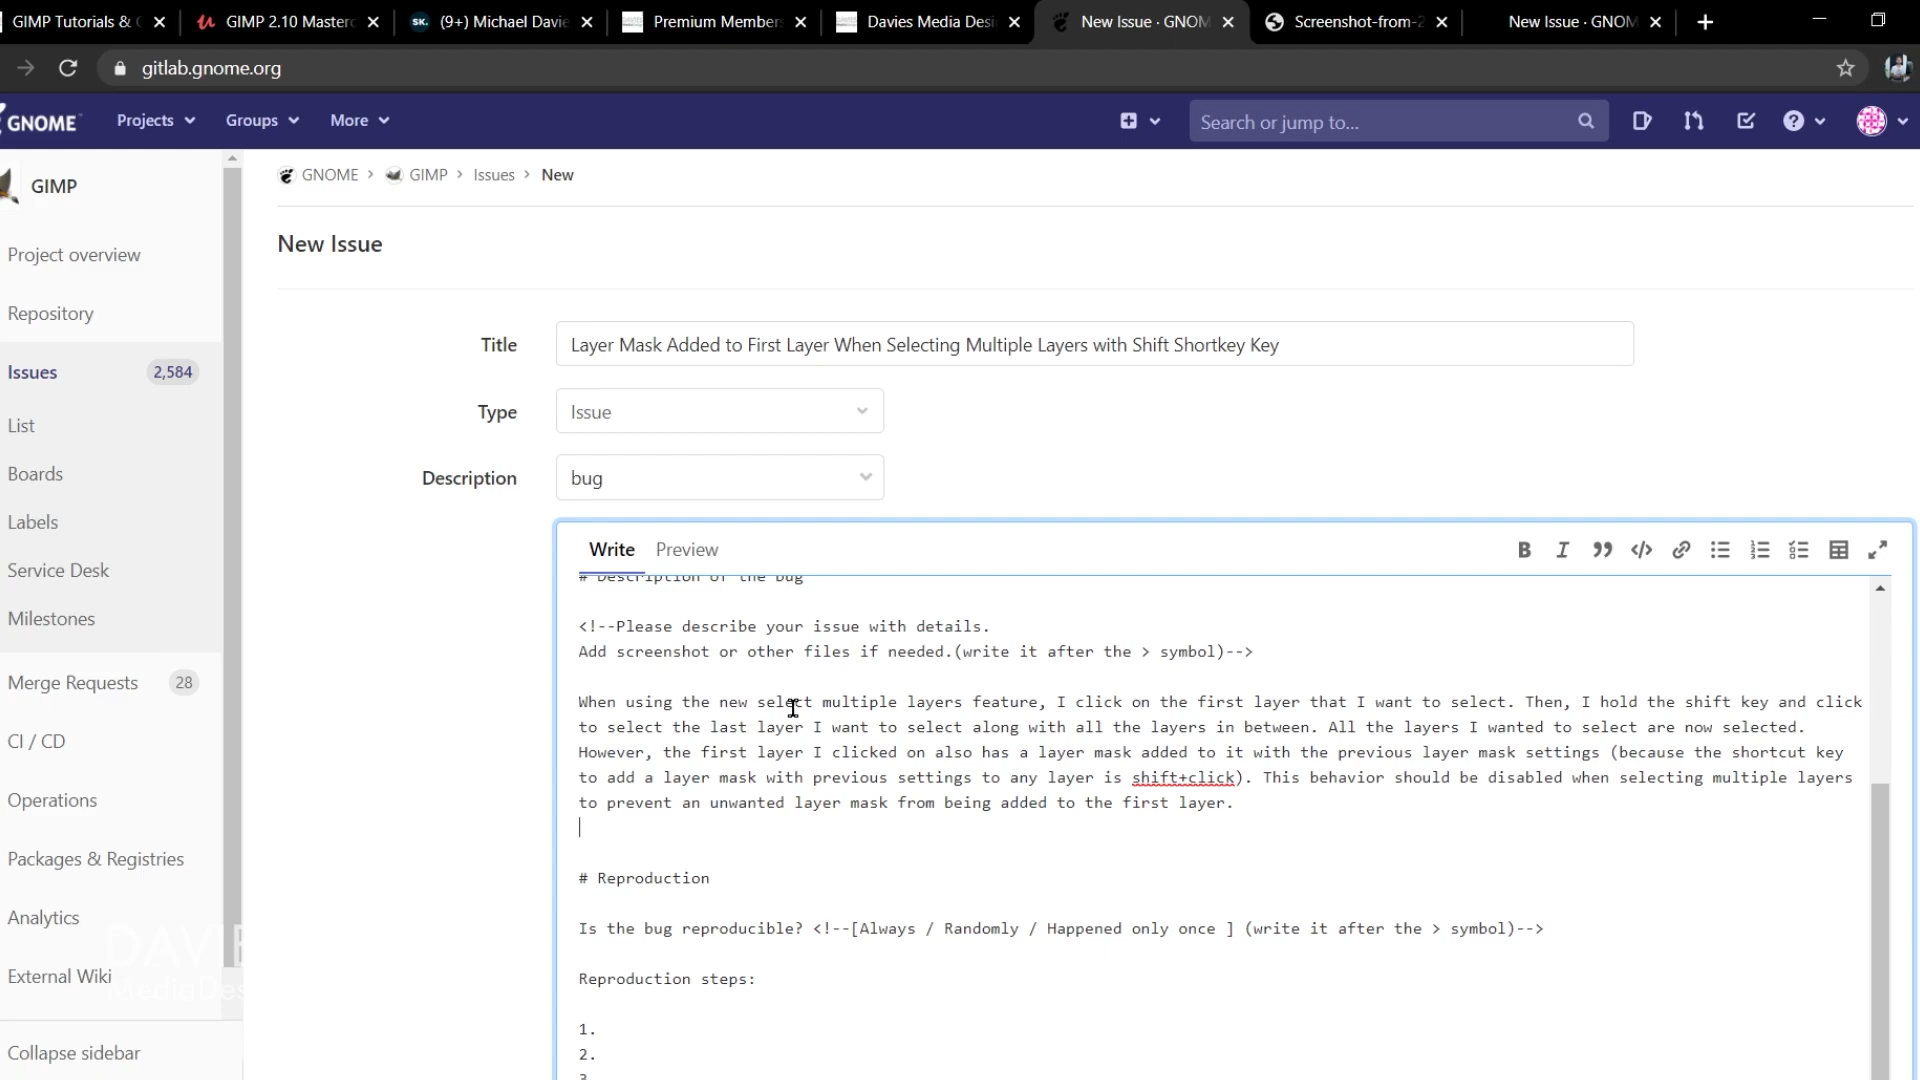 GIMP Tutorials &
GIMP 2.10 Masterc
SK. (9+) Michael Davie
Premium Member
Davies Media Desi
New Issue · GNOM
Screenshot-from-2
New Issue · GNOM
gitlab.gnome.org
GNOME Projects Groups More Search or jump to...
GIMP
Project overview
Repository
Issues 2,584
List
Boards
Labels
Service Desk
Milestones
Merge Requests 28
CI / CD
Operations
Packages & Registries
Analytics
External Wiki
Collapse sidebar
GNOME > GIMP > Issues > New
New Issue
Title Layer Mask Added to First Layer When Selecting Multiple Layers with Shift Shortkey Key
Type Issue
Description bug
Write Preview
# Description of the bug
<!--Please describe your issue with details.
Add screenshot or other files if needed.(write it after the > symbol)-->
When using the new select multiple layers feature, I click on the first layer that I want to select. Then, I hold the shift key and click
to select the last layer I want to select along with all the layers in between. All the layers I wanted to select are now selected.
However, the first layer I clicked on also has a layer mask added to it with the previous layer mask settings (because the shortcut key
to add a layer mask with previous settings to any layer is shift+click). This behavior should be disabled when selecting multiple layers
to prevent an unwanted layer mask from being added to the first layer.
# Reproduction
Is the bug reproducible? <!--[Always / Randomly / Happened only once ] (write it after the > symbol)-->
Reproduction steps:
1.
2.
3
DAVIE
MediaDes